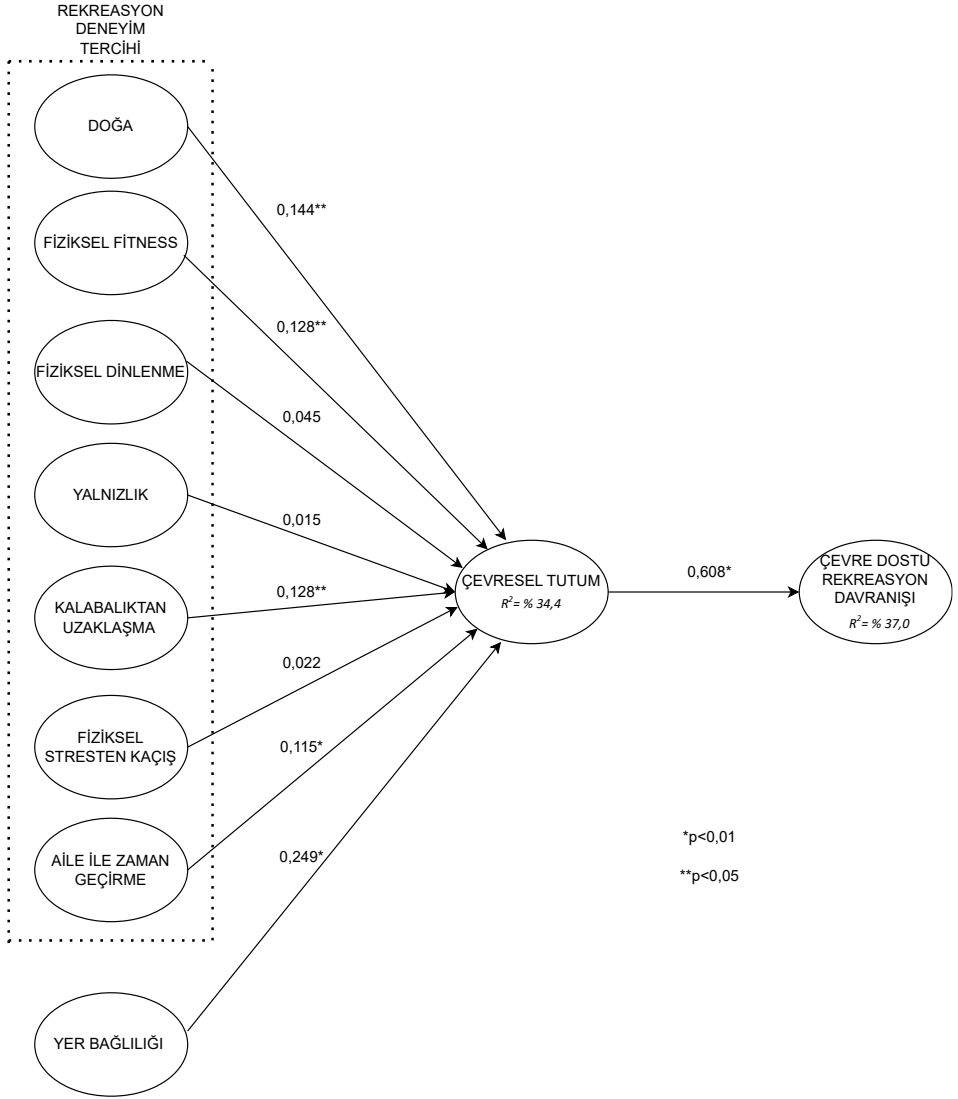 REKREASYON
DENEYİM
TERCİHİ
DOĞA
0,144**
FİZİKSEL FİTNESS
0,128**
FİZİKSEL DİNLENME
0,045
YALNIZLIK
0,015
KALABALIKTAN
UZAKLAŞMA
0,128**
FİZİKSEL
STRESTEN KAÇIŞ
0,022
AİLE İLE ZAMAN
GEÇİRME
0,115*
YER BAĞLILIĞI
0,249*
ÇEVRESEL TUTUM
R²= % 34,4
0,608*
ÇEVRE DOSTU
REKREASYON
DAVRANIŞI
R²= % 37,0
*p<0,01
**p<0,05